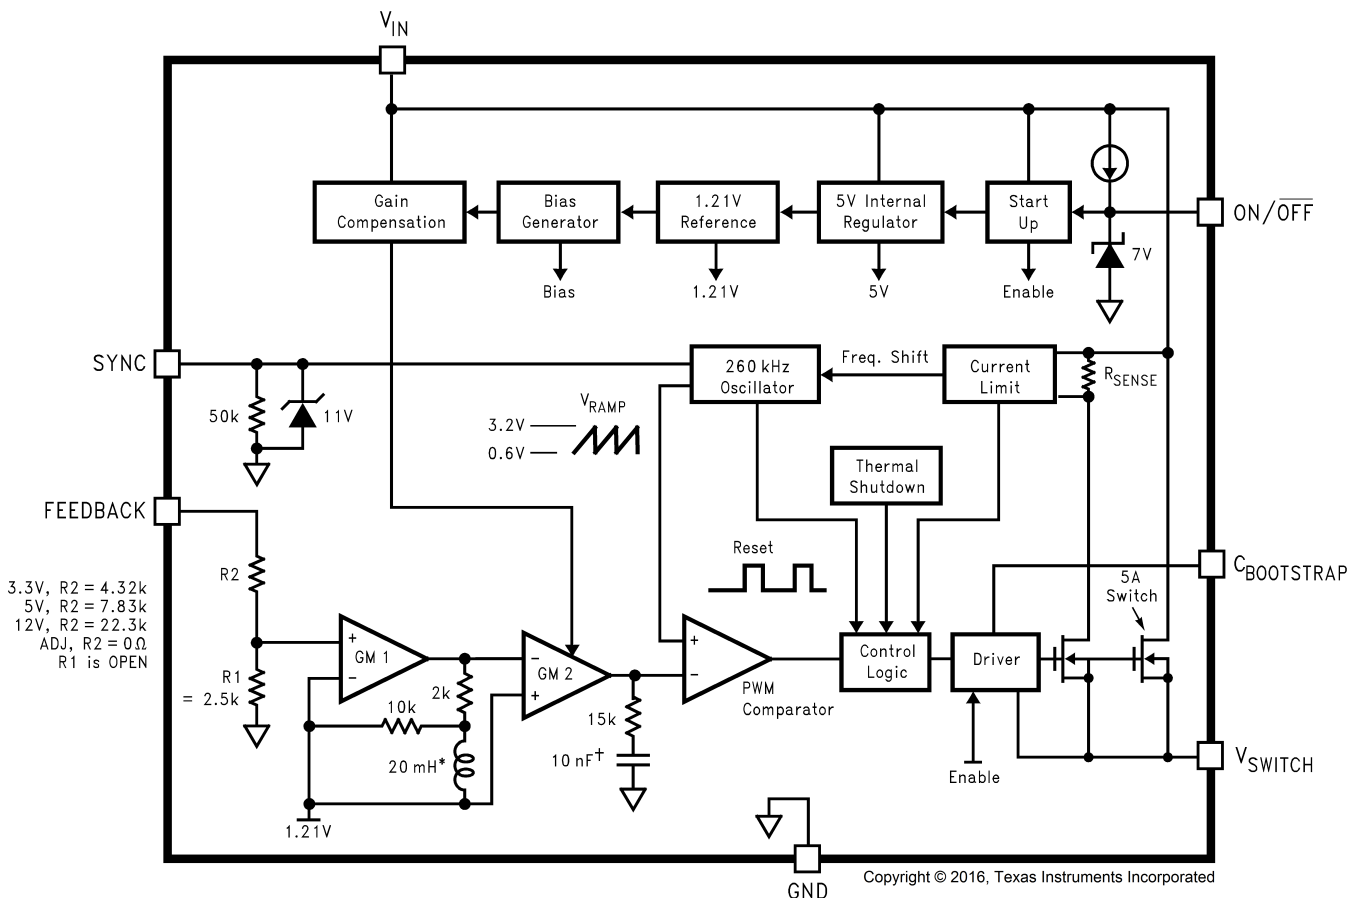 VIN
Gain
Compensation
Bias
Generator
1.21V
Reference
5V Internal
Regulator
Start
Up
ON/OFF
7V
Bias
1.21V
5V
Enable
SYNC
260 kHz
Oscillator
Freq. Shift
Current
Limit
RSENSE
50k
11V
VRAMP
3.2V
0.6V
Thermal
Shutdown
FEEDBACK
Reset
CBOOTSTRAP
5A
Switch
R2
3.3V, R2 = 4.32k
5V, R2 = 7.83k
12V, R2 = 22.3k
ADJ, R2 = 0Ω
R1 is OPEN
R1
= 2.5k
+
GM 1
−
−
GM 2
+
+
−
PWM
Comparator
Control
Logic
Driver
2k
10k
15k
20 mH*
10 nF†
Enable
VSWITCH
1.21V
GND
Copyright © 2016, Texas Instruments Incorporated